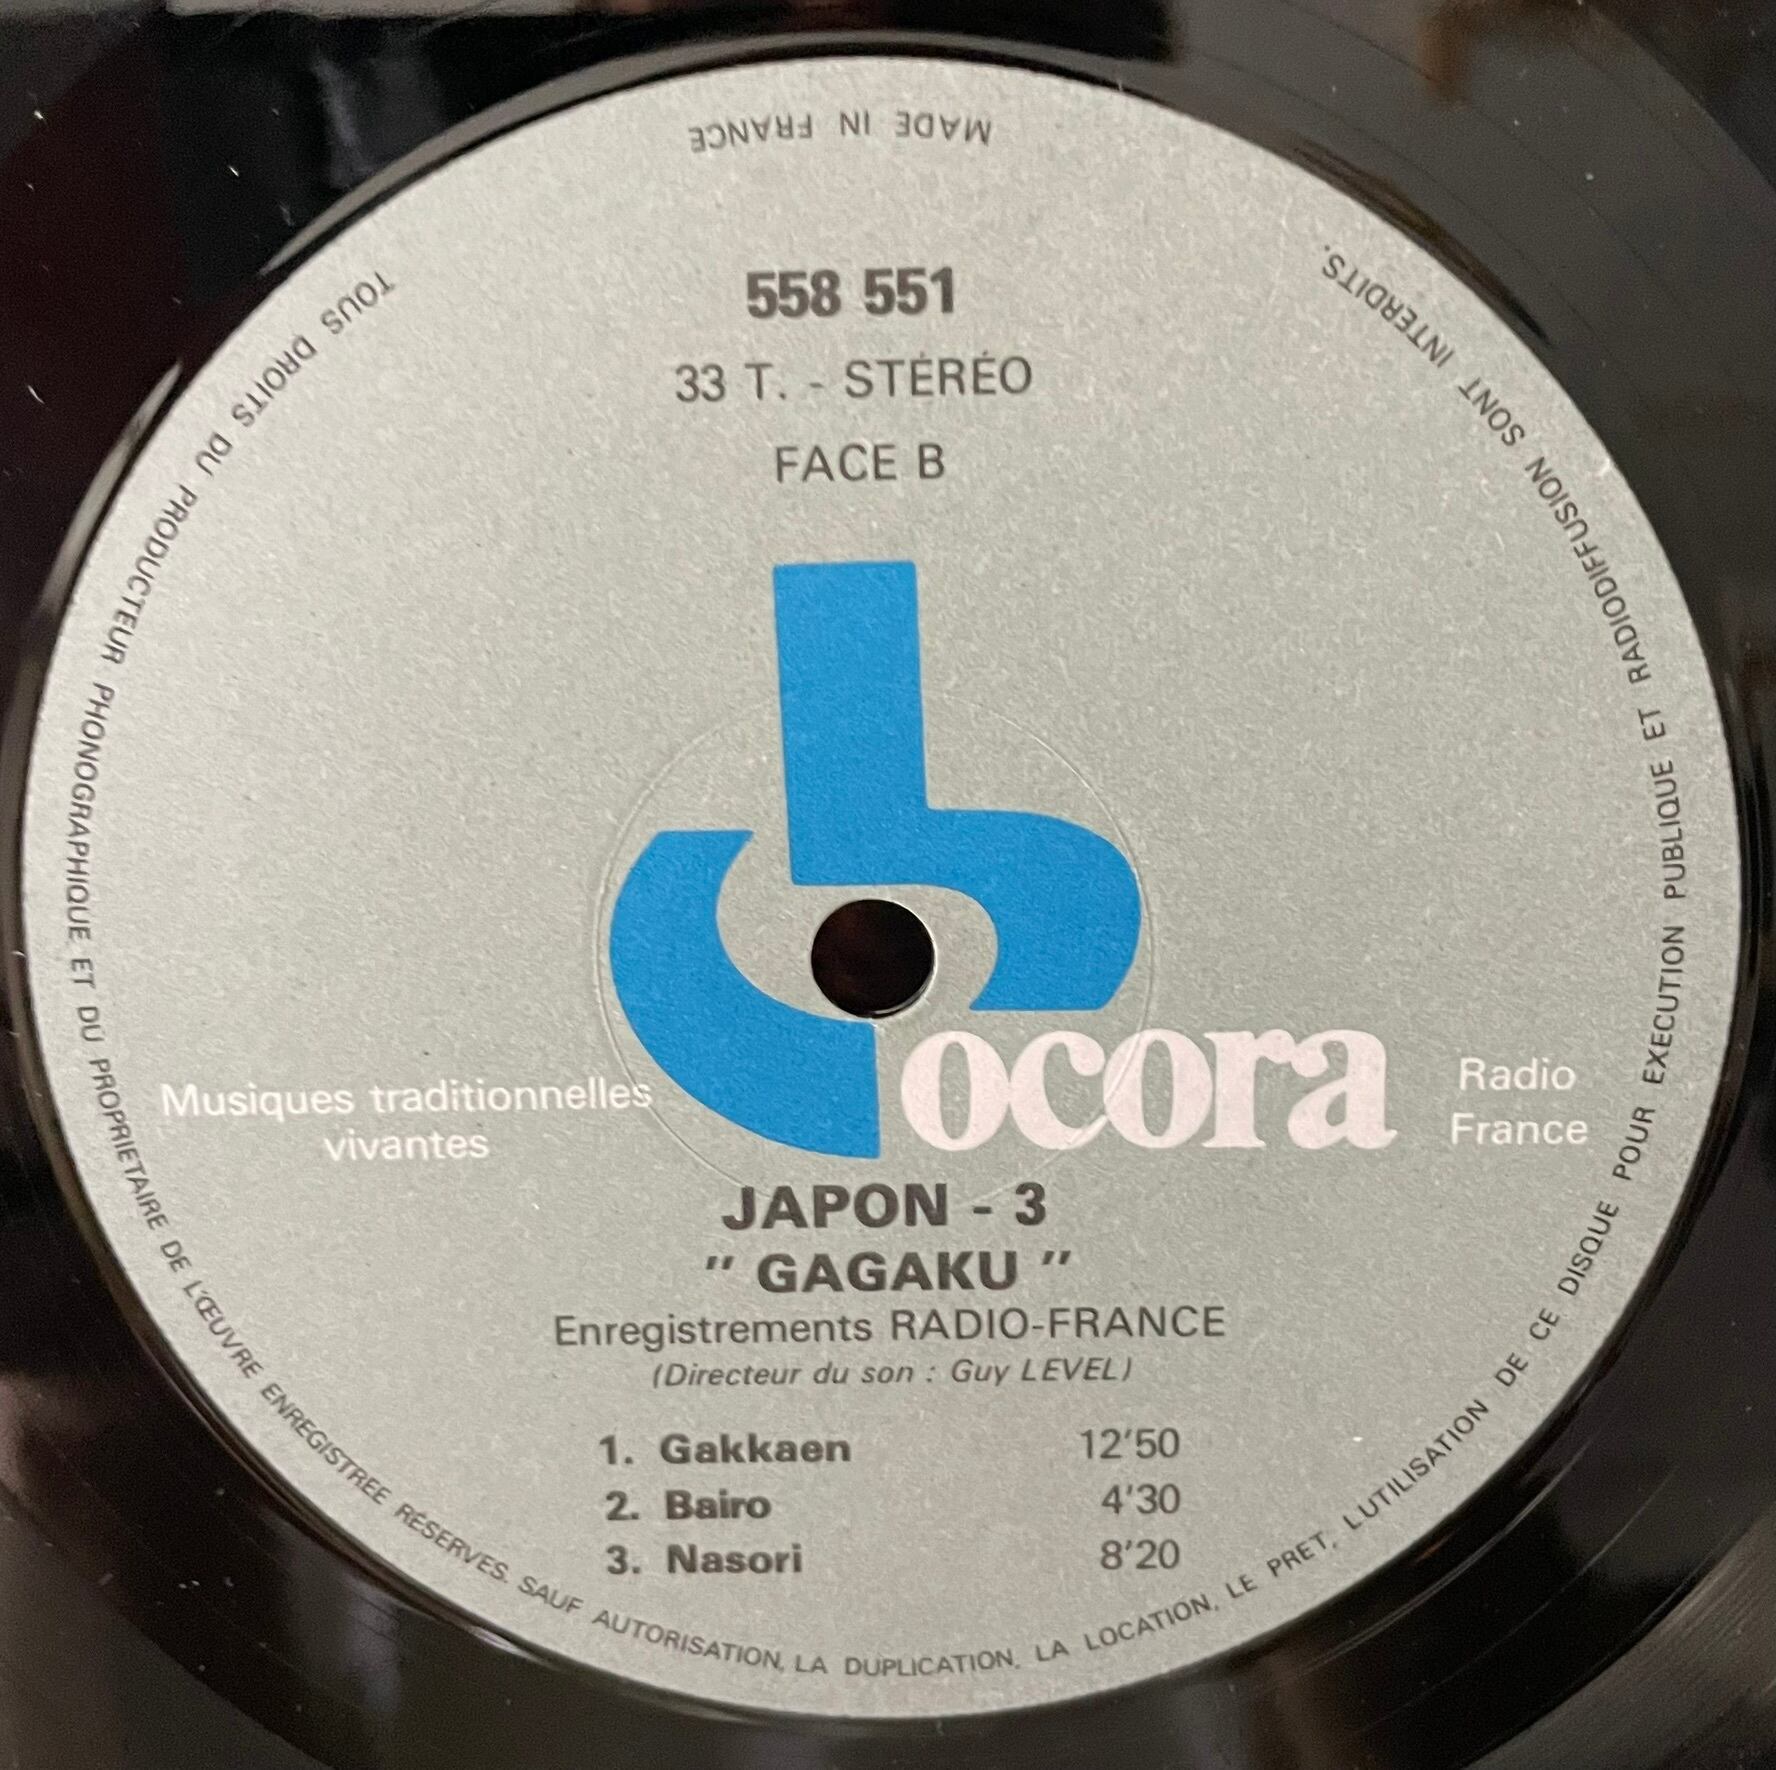 MADE IN FRANCE
558 551
33 T. - STÉRÉO
FACE B
ocora
Radio
France
Musiques traditionnelles
vivantes
JAPON - 3
" GAGAKU "
Enregistrements RADIO-FRANCE
(Directeur du son : Guy LEVEL)
1. Gakkaen 12'50
2. Bairo 4'30
3. Nasori 8'20
TOUS DROITS DU PRODUCTEUR PHONOGRAPHIQUE ET DU PROPRIETAIRE DE L'ŒUVRE ENREGISTREE RÉSERVES. SAUF AUTORISATION, LA DUPLICATION, LA LOCATION, LE PRET, L'UTILISATION DE CE DISQUE POUR EXECUTION PUBLIQUE ET RADIODIFFUSION SONT INTERDITS.